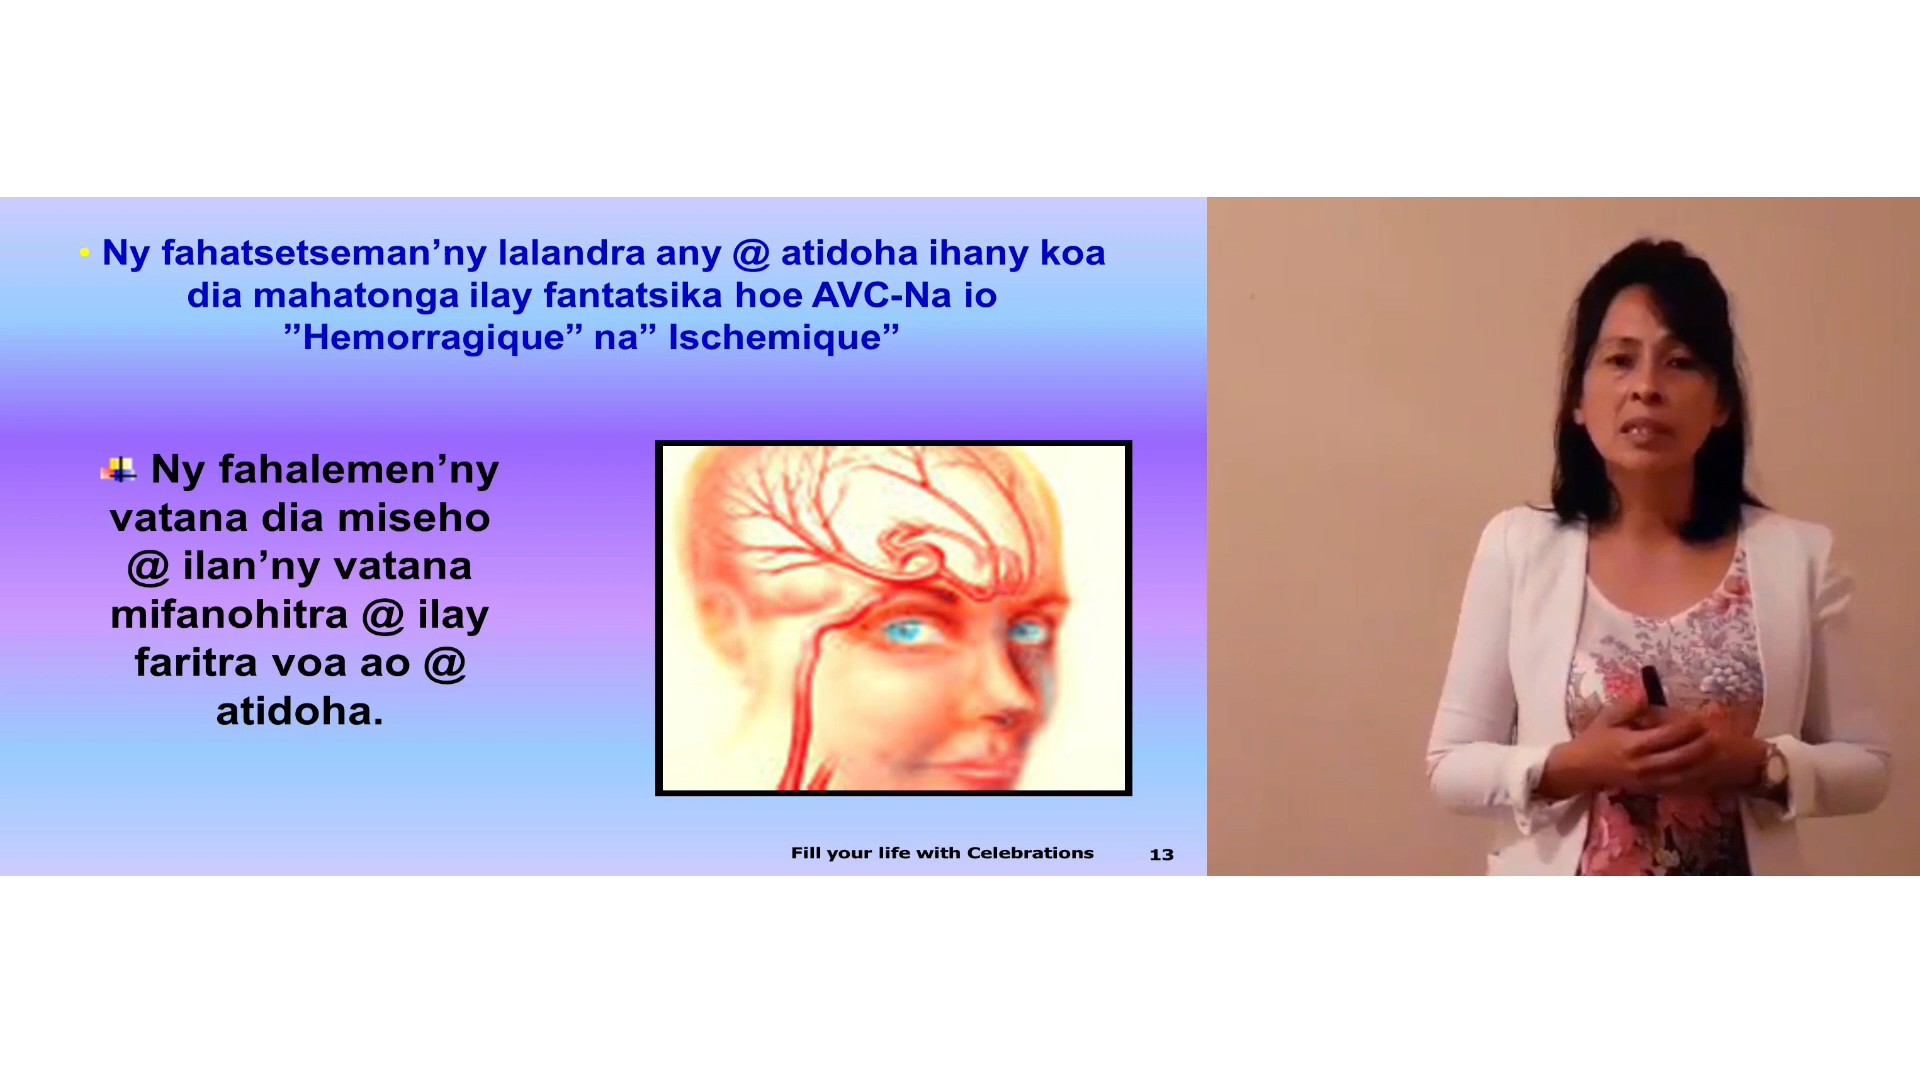 • Ny fahatsetseman’ny lalandra any @ atidoha ihany koa
dia mahatonga ilay fantatsika hoe AVC-Na io
”Hemorragique” na” Ischemique”
Ny fahalemen’ny
vatana dia miseho
@ ilan’ny vatana
mifanohitra @ ilay
faritra voa ao @
atidoha.
Fill your life with Celebrations
13